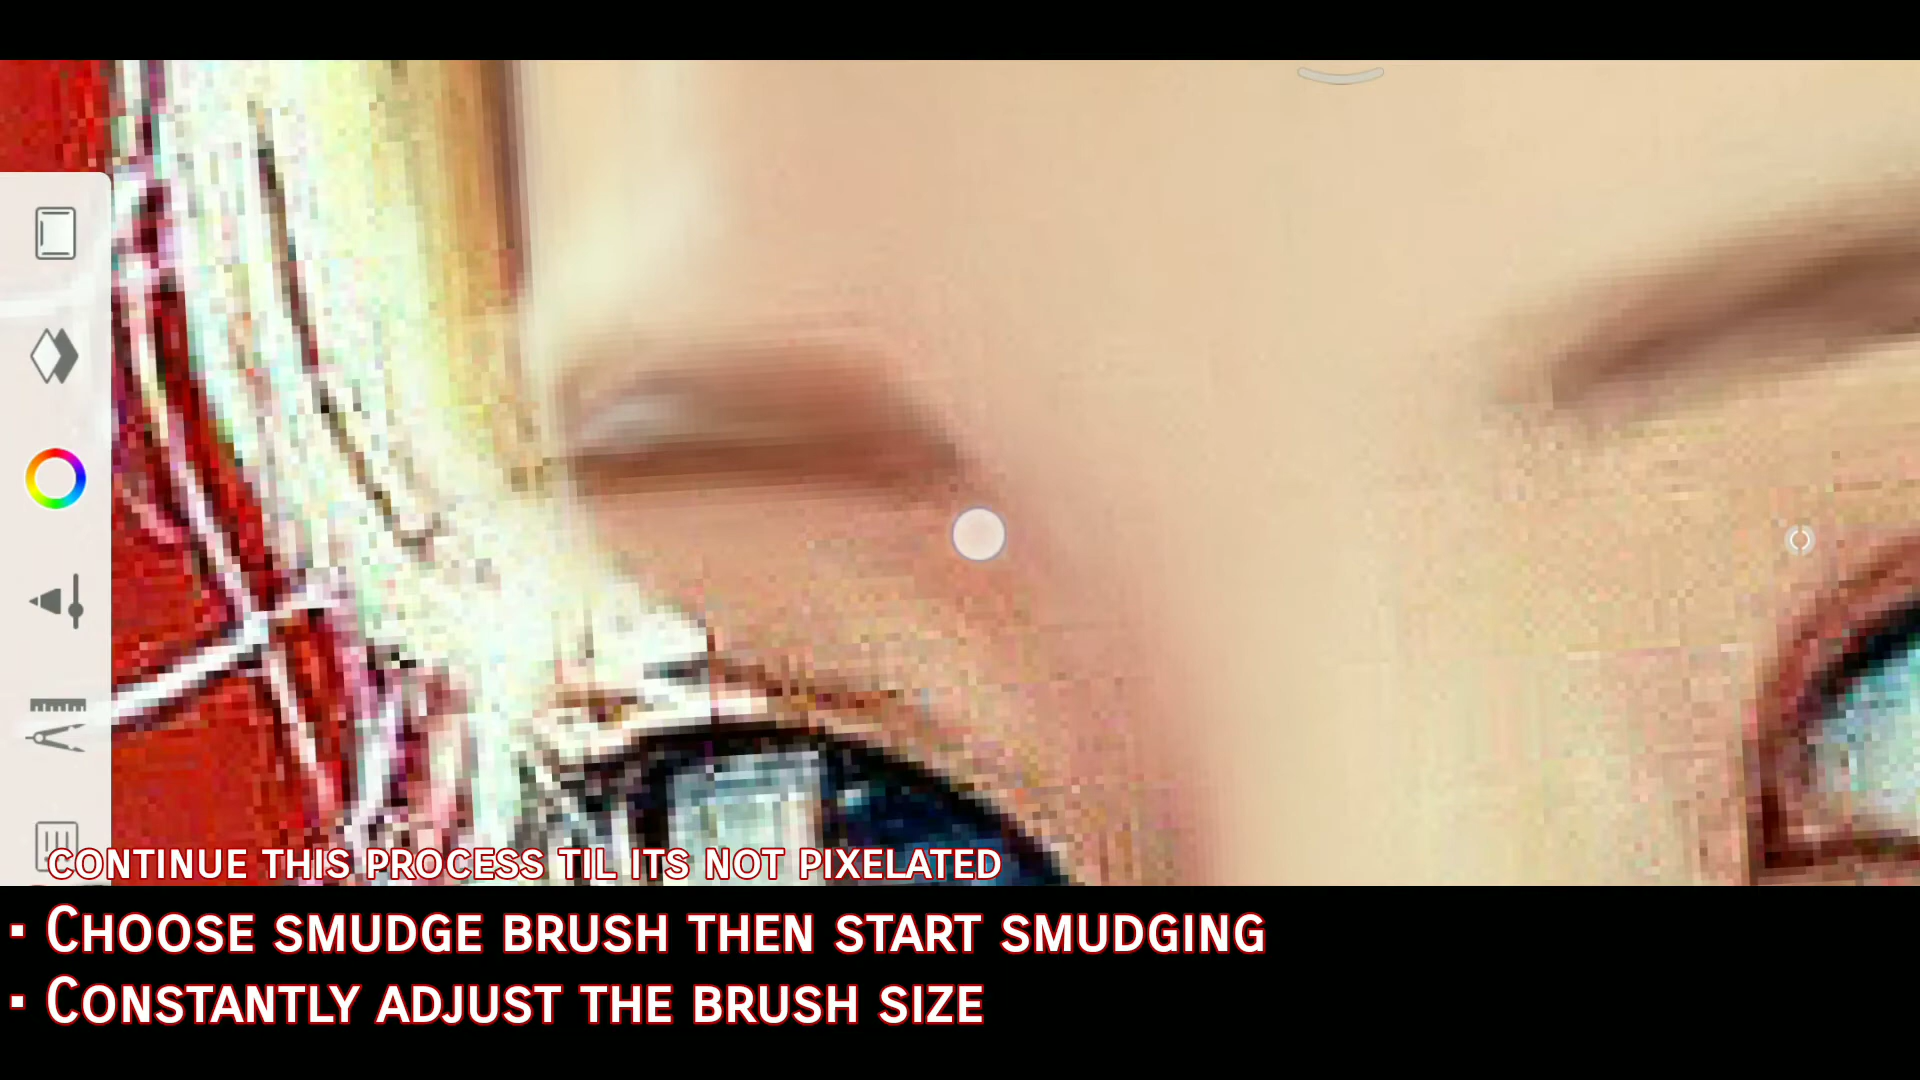 CONTINUE THIS PROCESS TIL ITS NOT PIXELATED
▪ CHOOSE SMUDGE BRUSH THEN START SMUDGING
▪ CONSTANTLY ADJUST THE BRUSH SIZE